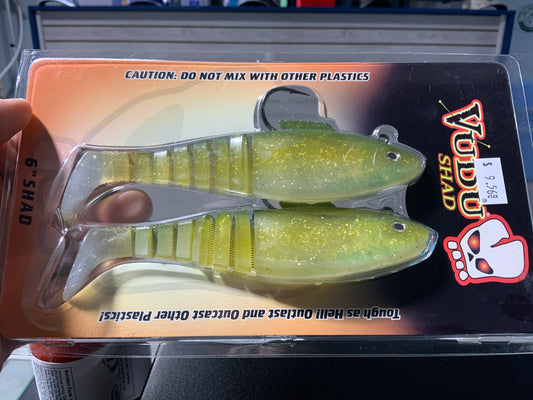 CAUTION: DO NOT MIX WITH OTHER PLASTICS
VUDU
SHAD
6" SHAD
Tough as Hell! Outlast and Outcast Other Plastics!